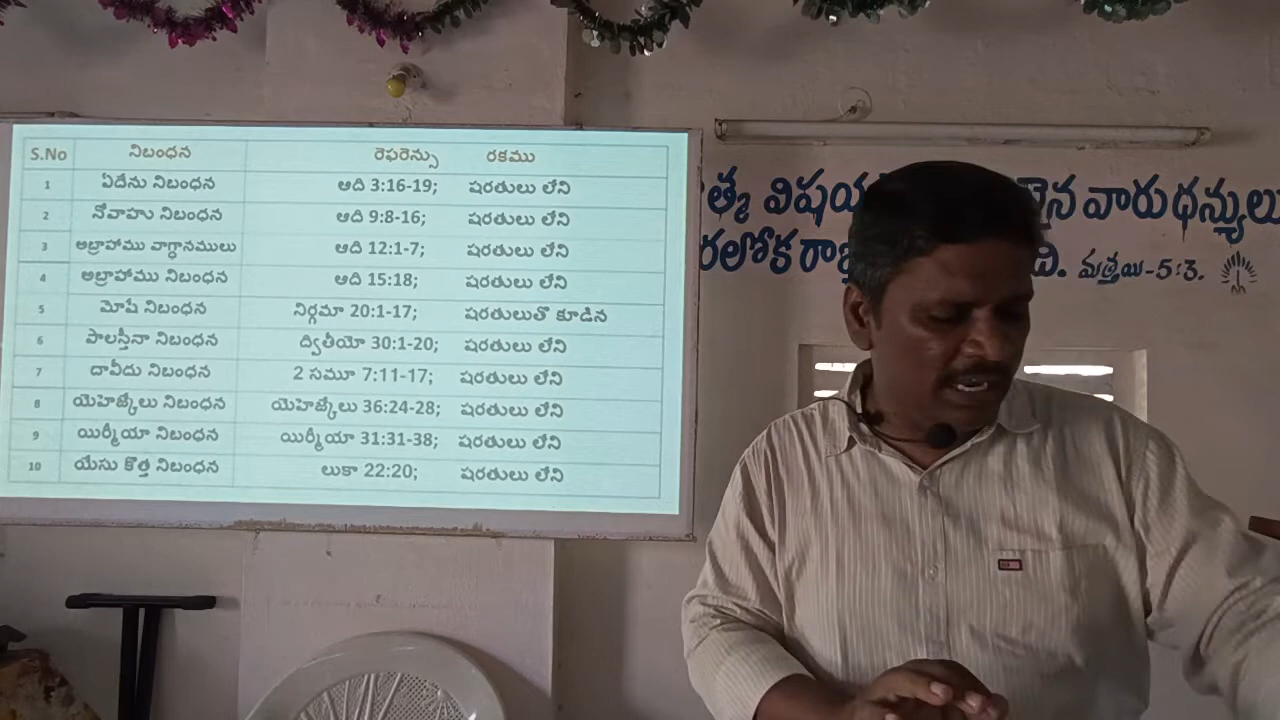 S.No నిబంధన రెఫరెన్సు రకము
1 ఏదేను నిబంధన ఆది 3:16-19; షరతులు లేని
2 నోవాహు నిబంధన ఆది 9:8-16; షరతులు లేని
3 అబ్రాహాము వాగ్దానములు ఆది 12:1-7; షరతులు లేని
4 అబ్రాహాము నిబంధన ఆది 15:18; షరతులు లేని
5 మోషే నిబంధన నిర్గమా 20:1-17; షరతులుతో కూడిన
6 పాలస్తీనా నిబంధన ద్వితీయో 30:1-20; షరతులు లేని
7 దావీదు నిబంధన 2 సమూ 7:11-17; షరతులు లేని
8 యెహెజ్కేలు నిబంధన యెహెజ్కేలు 36:24-28; షరతులు లేని
9 యిర్మీయా నిబంధన యిర్మీయా 31:31-38; షరతులు లేని
10 యేసు కొత్త నిబంధన లుకా 22:20; షరతులు లేని
త్మ విషయ లైన వారు ధన్యులు
రలోక రాజ్ ది. మత్తయి-5:3.